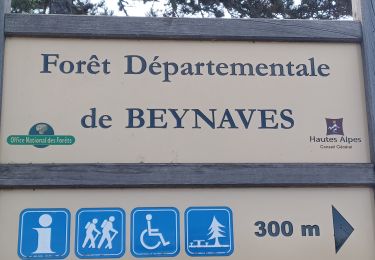 Forêt Départementale
de BEYNAVES
Office National des Forêts
Hautes Alpes
Conseil Général
i
300 m